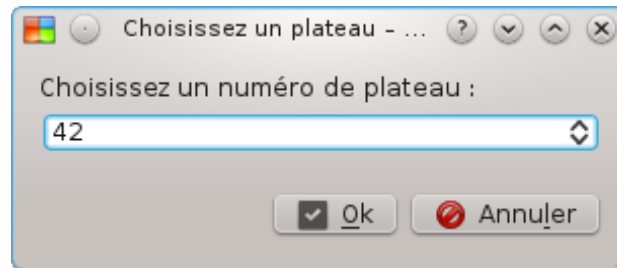 Choisissez un plateau – ...
Choisissez un numéro de plateau :
42
Ok
Annuler